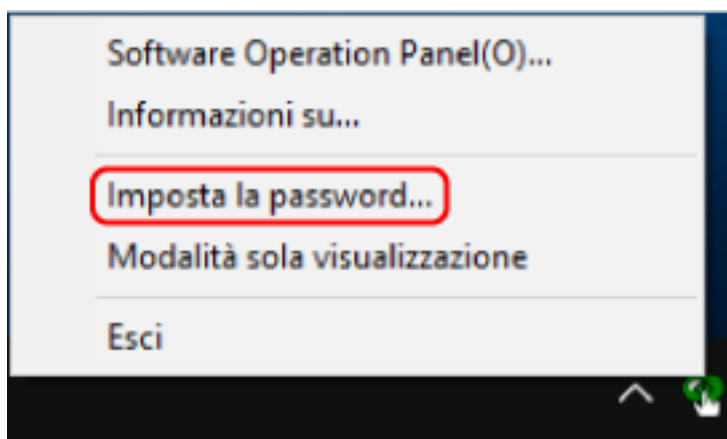 Software Operation Panel(O)...
Informazioni su...
Imposta la password...
Modalità sola visualizzazione
Esci